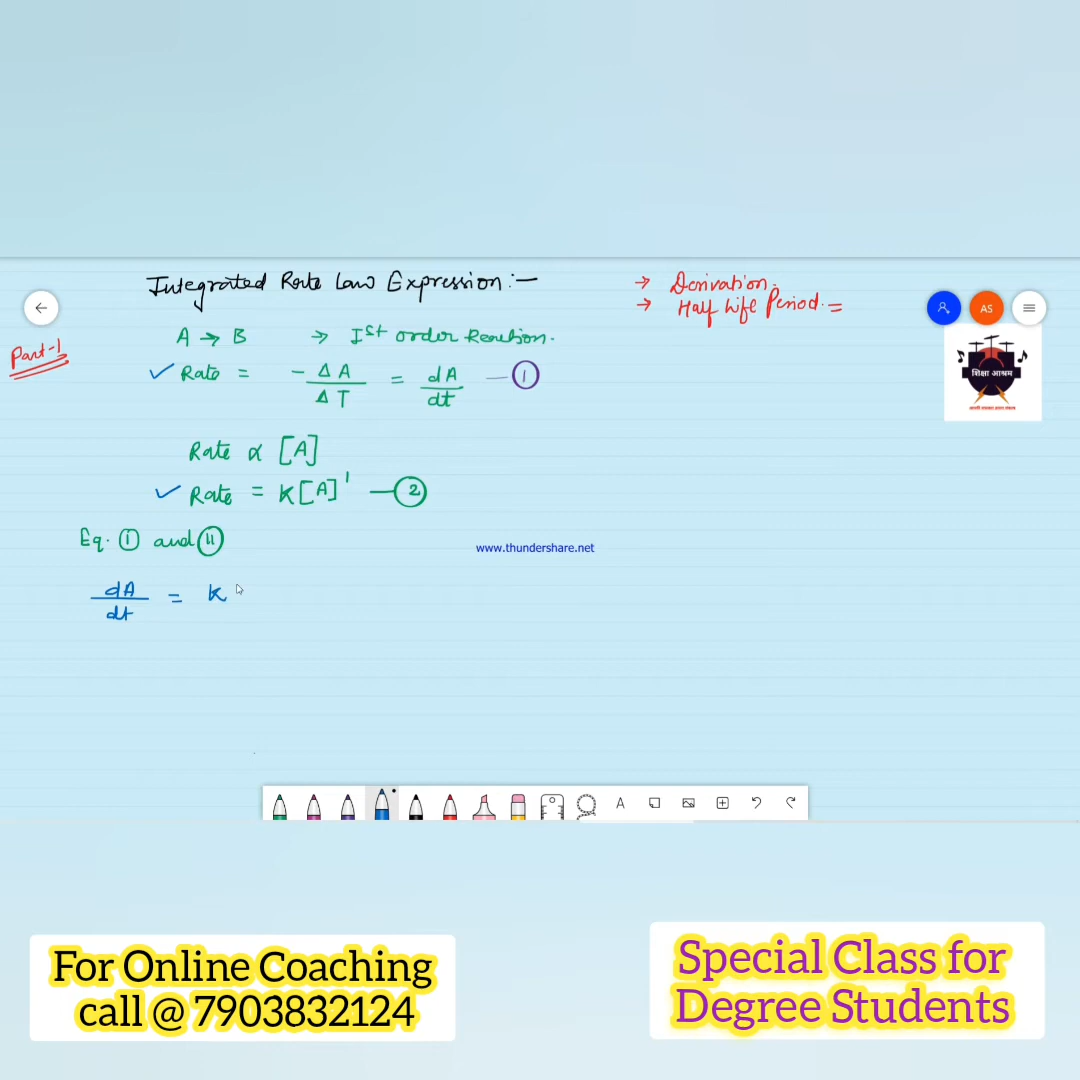 Integrated Rate Law Expression :-
→ Derivation.
→ Half Life Period. =
Part-1
A → B → Ist order Reaction.
✓ Rate = - ΔA / ΔT = dA / dt — ①
AS
शिक्षा आश्रम
Rate ∝ [A]
✓ Rate = K[A]¹ — ②
Eq. ① and ⑪
www.thundershare.net
dA / dt = K
A
For Online Coaching
call @ 7903832124
Special Class for
Degree Students